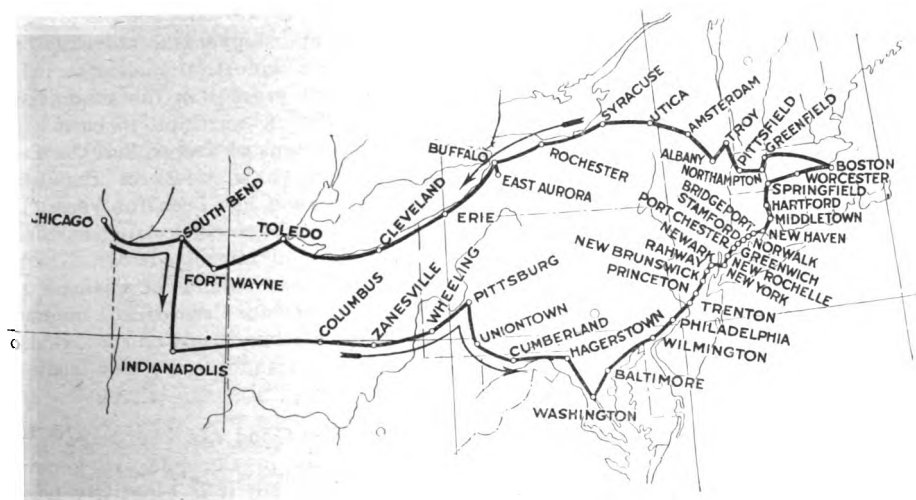 CHICAGO
SOUTH BEND
FORT WAYNE
TOLEDO
CLEVELAND
ERIE
BUFFALO
EAST AURORA
ROCHESTER
SYRACUSE
UTICA
AMSTERDAM
ALBANY
TROY
PITTSFIELD
NORTHAMPTON
GREENFIELD
BOSTON
WORCESTER
SPRINGFIELD
HARTFORD
MIDDLETOWN
NEW HAVEN
BRIDGEPORT
NORWALK
STAMFORD
GREENWICH
PORT CHESTER
NEW ROCHELLE
NEW YORK
NEWARK
RAHWAY
NEW BRUNSWICK
PRINCETON
TRENTON
PHILADELPHIA
WILMINGTON
BALTIMORE
WASHINGTON
HAGERSTOWN
CUMBERLAND
UNIONTOWN
PITTSBURG
WHEELING
ZANESVILLE
COLUMBUS
INDIANAPOLIS